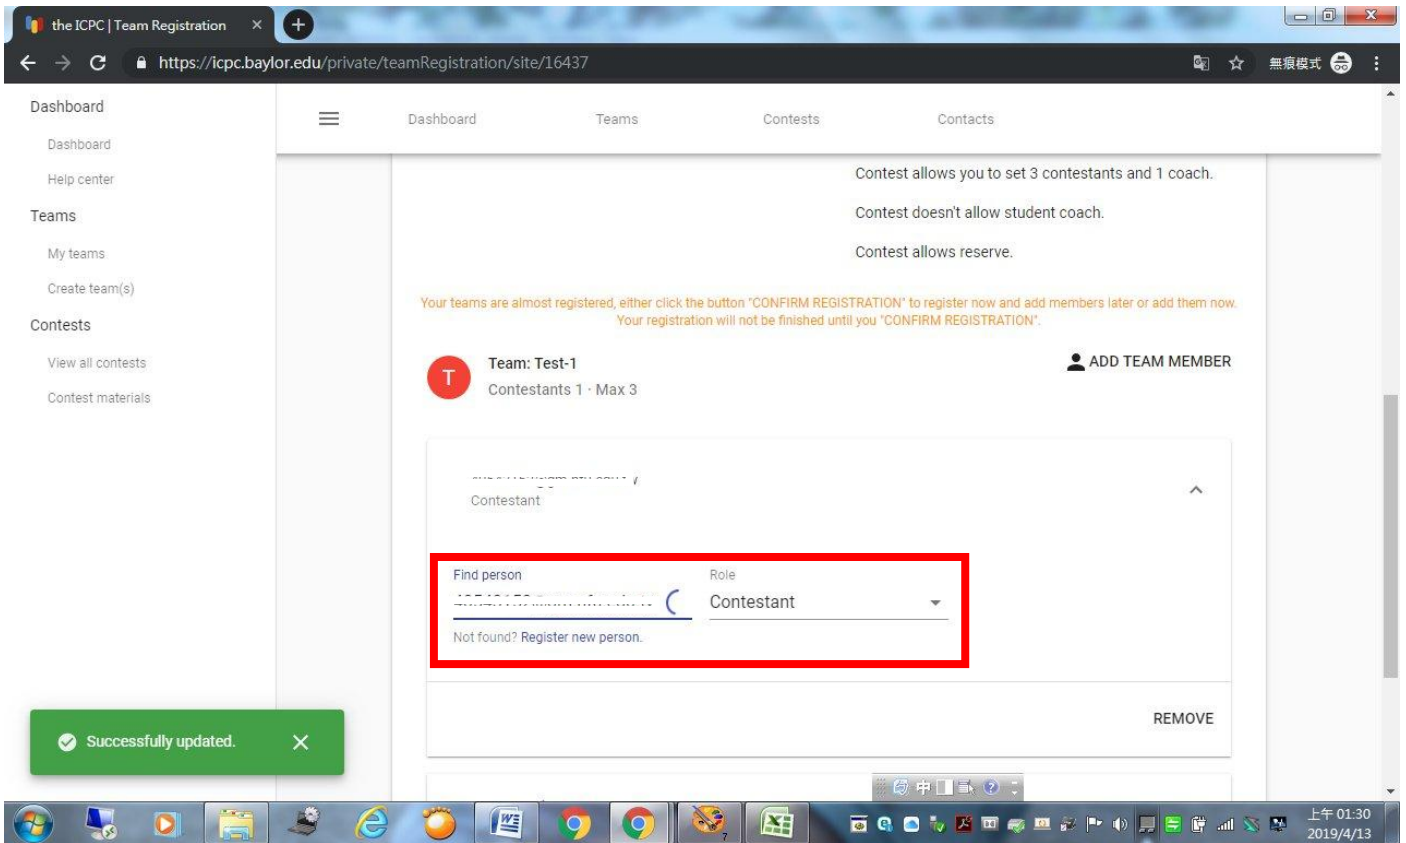 the ICPC | Team Registration
https://icpc.baylor.edu/private/teamRegistration/site/16437
無痕模式
Dashboard
Dashboard
Help center
Teams
My teams
Create team(s)
Contests
View all contests
Contest materials
Dashboard Teams Contests Contacts
Contest allows you to set 3 contestants and 1 coach.
Contest doesn't allow student coach.
Contest allows reserve.
Your teams are almost registered, either click the button "CONFIRM REGISTRATION" to register now and add members later or add them now.
Your registration will not be finished until you "CONFIRM REGISTRATION".
T
Team: Test-1
Contestants 1 · Max 3
ADD TEAM MEMBER
Contestant
Find person
Role
Contestant
Not found? Register new person.
REMOVE
Successfully updated.
中
上午 01:30
2019/4/13